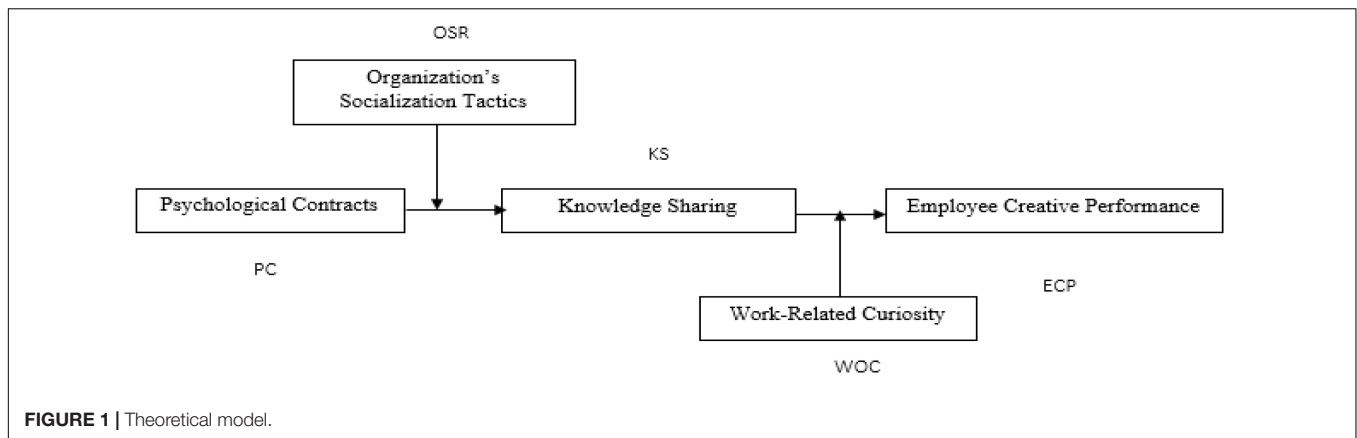 OSR
Organization's
Socialization Tactics
KS
Psychological Contracts
Knowledge Sharing
Employee Creative Performance
PC
ECP
Work-Related Curiosity
WOC
FIGURE 1 | Theoretical model.